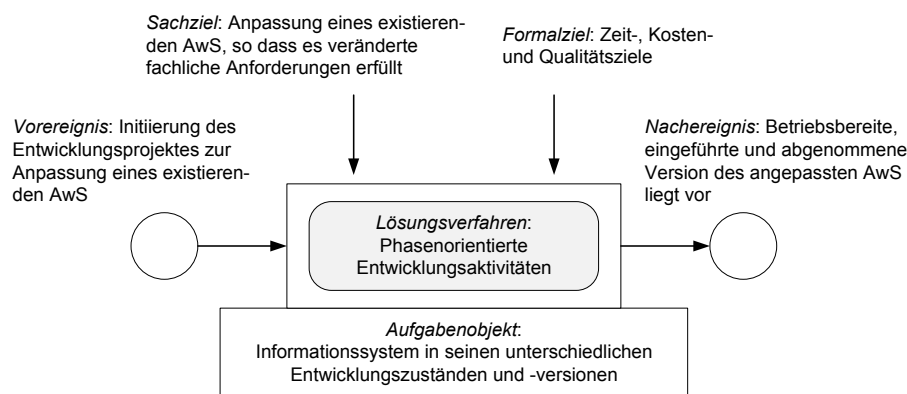 Sachziel: Anpassung eines existieren-
den AwS, so dass es veränderte
fachliche Anforderungen erfüllt
Formalziel: Zeit-, Kosten-
und Qualitätsziele
Vorereignis: Initiierung des
Entwicklungsprojektes zur
Anpassung eines existieren-
den AwS
Nachereignis: Betriebsbereite,
eingeführte und abgenommene
Version des angepassten AwS
liegt vor
Lösungsverfahren:
Phasenorientierte
Entwicklungsaktivitäten
Aufgabenobjekt:
Informationssystem in seinen unterschiedlichen
Entwicklungszuständen und -versionen